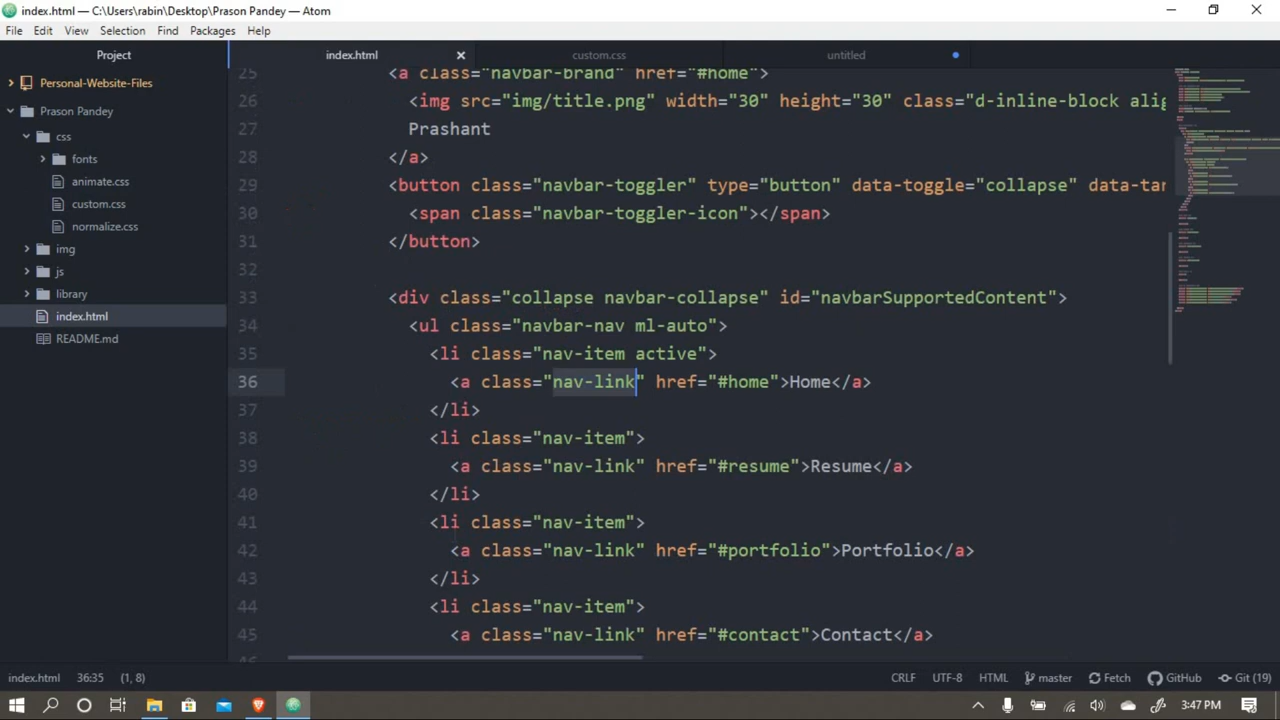 index.html — C:\Users\rabin\Desktop\Prason Pandey — Atom
File Edit View Selection Find Packages Help
Project
index.html
custom.css
untitled
Personal-Website-Files
Prason Pandey
css
fonts
animate.css
custom.css
normalize.css
img
js
library
index.html
README.md
25 <a class="navbar-brand" href="#home">
26 <img src="img/title.png" width="30" height="30" class="d-inline-block alig
27 Prashant
28 </a>
29 <button class="navbar-toggler" type="button" data-toggle="collapse" data-tar
30 <span class="navbar-toggler-icon"></span>
31 </button>
32
33 <div class="collapse navbar-collapse" id="navbarSupportedContent">
34 <ul class="navbar-nav ml-auto">
35 <li class="nav-item active">
36 <a class="nav-link" href="#home">Home</a>
37 </li>
38 <li class="nav-item">
39 <a class="nav-link" href="#resume">Resume</a>
40 </li>
41 <li class="nav-item">
42 <a class="nav-link" href="#portfolio">Portfolio</a>
43 </li>
44 <li class="nav-item">
45 <a class="nav-link" href="#contact">Contact</a>
index.html 36:35 (1, 8) CRLF UTF-8 HTML master Fetch GitHub Git (19)
3:47 PM